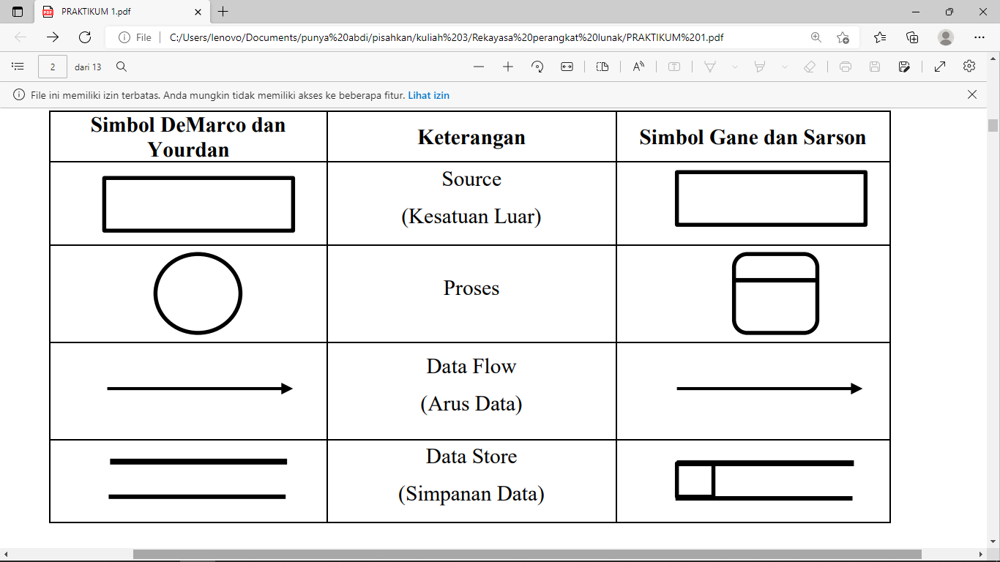 PRAKTIKUM 1.pdf
File
C:/Users/lenovo/Documents/punya%20abdi/pisahkan/kuliah%203/Rekayasa%20perangkat%20lunak/PRAKTIKUM%201.pdf
2 dari 13
File ini memiliki izin terbatas. Anda mungkin tidak memiliki akses ke beberapa fitur. Lihat izin
Simbol DeMarco dan
Yourdan
Keterangan
Simbol Gane dan Sarson
Source
(Kesatuan Luar)
Proses
Data Flow
(Arus Data)
Data Store
(Simpanan Data)